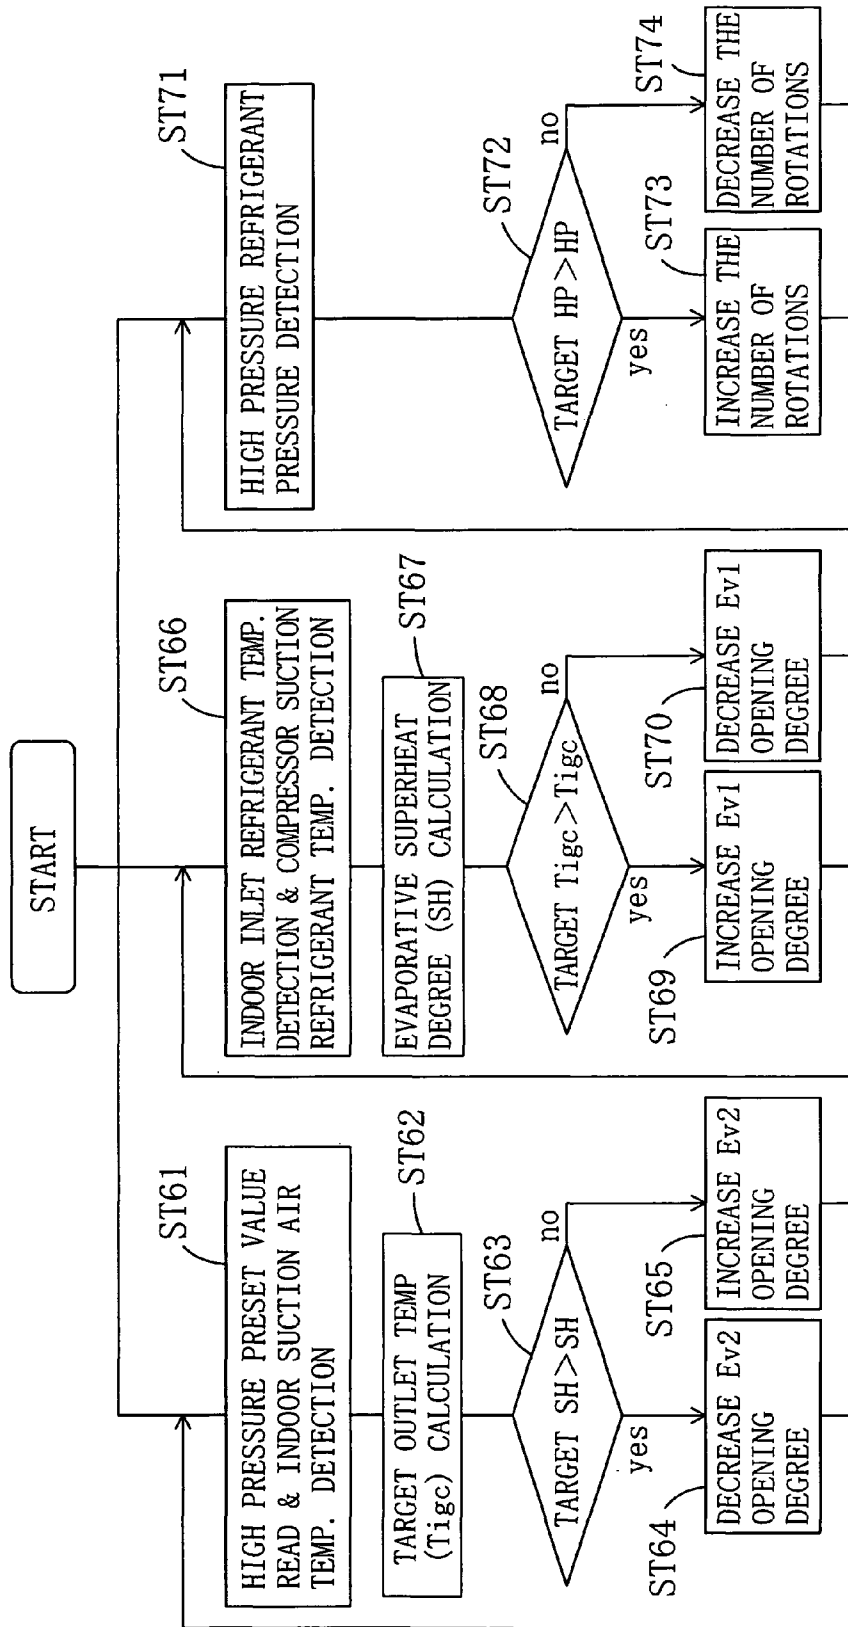 START
ST61
HIGH PRESSURE PRESET VALUE
READ & INDOOR SUCTION AIR
TEMP. DETECTION
ST62
TARGET OUTLET TEMP
(Tigc) CALCULATION
ST63
TARGET SH>SH
yes
no
ST64
DECREASE Ev2
OPENING
DEGREE
ST65
INCREASE Ev2
OPENING
DEGREE
ST66
INDOOR INLET REFRIGERANT TEMP.
DETECTION & COMPRESSOR SUCTION
REFRIGERANT TEMP. DETECTION
ST67
EVAPORATIVE SUPERHEAT
DEGREE (SH) CALCULATION
ST68
TARGET Tigc>Tigc
yes
no
ST69
INCREASE Ev1
OPENING
DEGREE
ST70
DECREASE Ev1
OPENING
DEGREE
ST71
HIGH PRESSURE REFRIGERANT
PRESSURE DETECTION
ST72
TARGET HP>HP
yes
no
ST73
INCREASE THE
NUMBER OF
ROTATIONS
ST74
DECREASE THE
NUMBER OF
ROTATIONS